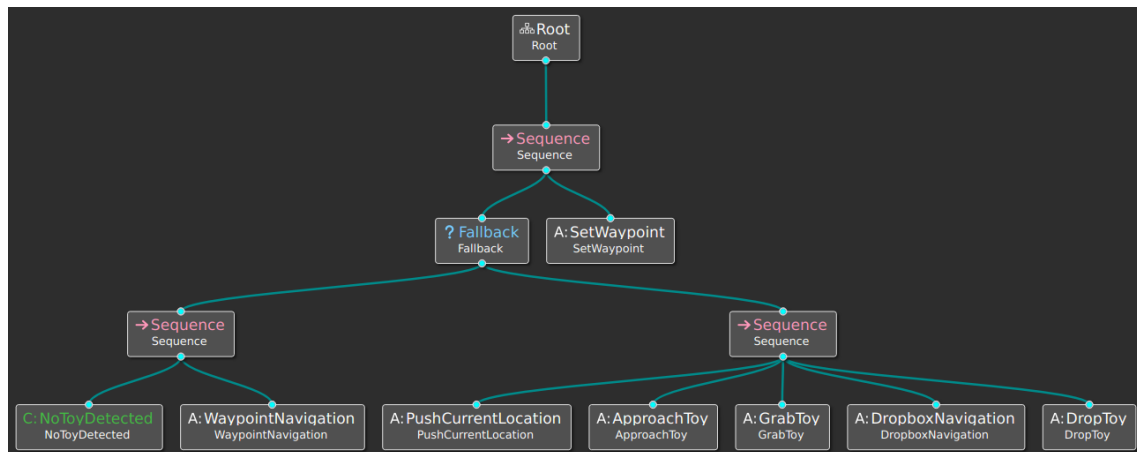 Root
Root
→Sequence
Sequence
? Fallback
Fallback
A:SetWaypoint
SetWaypoint
→Sequence
Sequence
→Sequence
Sequence
C:NoToyDetected
NoToyDetected
A:WaypointNavigation
WaypointNavigation
A:PushCurrentLocation
PushCurrentLocation
A:ApproachToy
ApproachToy
A:GrabToy
GrabToy
A:DropboxNavigation
DropboxNavigation
A:DropToy
DropToy